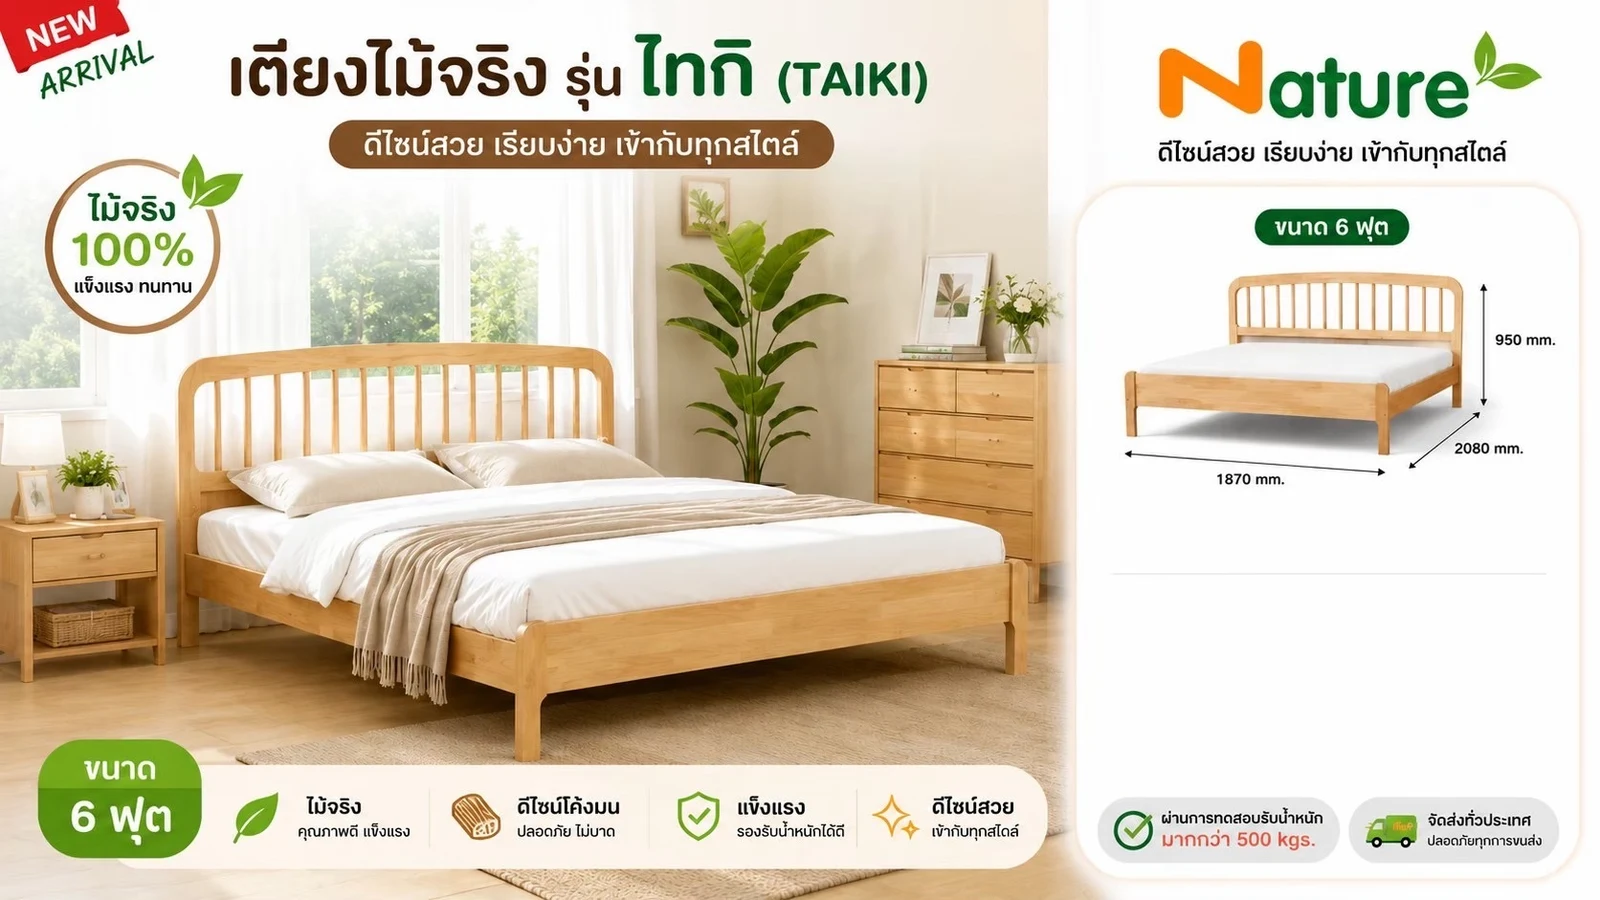 NEW
ARRIVAL
เตียงไม้จริง รุ่น ไทกิ (TAIKI)
ดีไซน์สวย เรียบง่าย เข้ากับทุกสไตล์
ไม้จริง
100%
แข็งแรง ทนทาน
ขนาด
6 ฟุต
ไม้จริง
คุณภาพดี แข็งแรง
ดีไซน์โค้งมน
ปลอดภัย ไม่บาด
แข็งแรง
รองรับน้ำหนักได้ดี
ดีไซน์สวย
เข้ากับทุกสไตล์
Nature
ดีไซน์สวย เรียบง่าย เข้ากับทุกสไตล์
ขนาด 6 ฟุต
950 mm.
2080 mm.
1870 mm.
ผ่านการทดสอบรับน้ำหนัก
มากกว่า 500 kgs.
จัดส่งทั่วประเทศ
ปลอดภัยทุกการขนส่ง